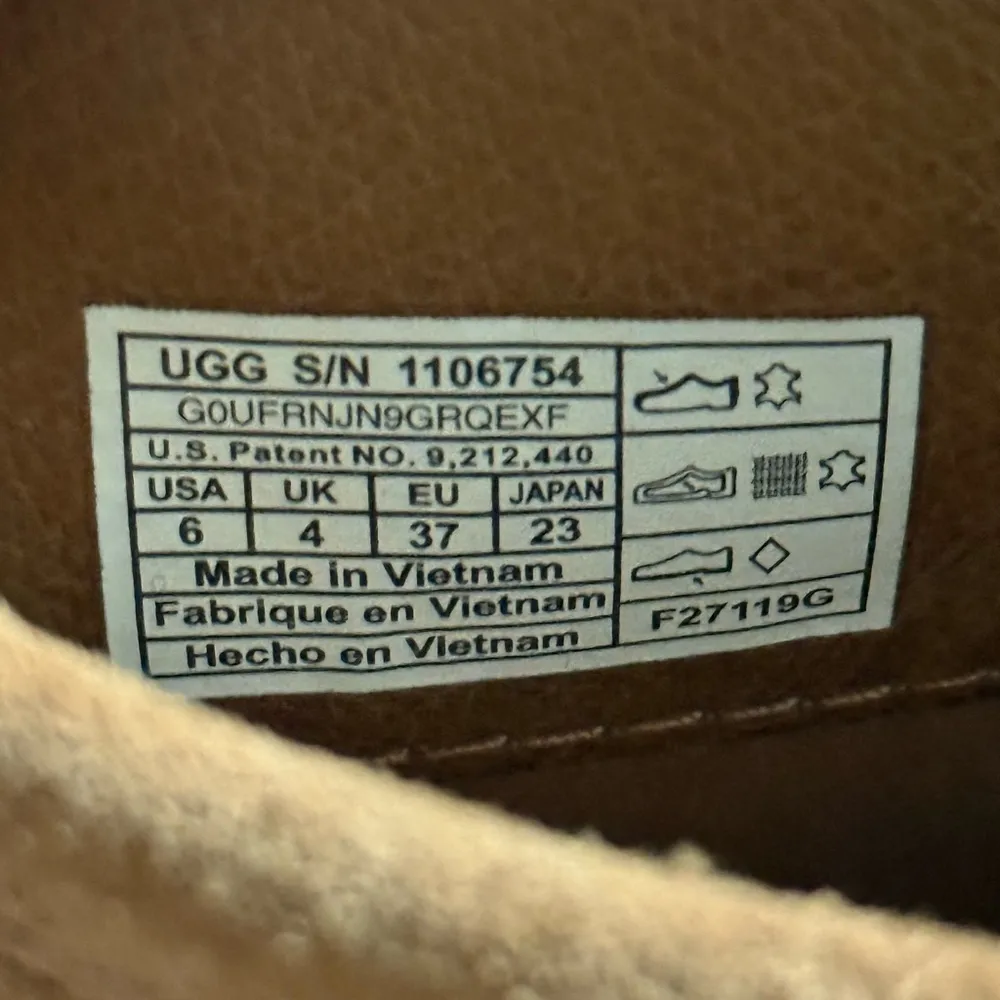 UGG S/N 1106754
G0UFRNJN9GRQEXF
U.S. Patent NO. 9,212,440
USA UK EU JAPAN
6 4 37 23
Made in Vietnam
Fabrique en Vietnam
Hecho en Vietnam
F27119G